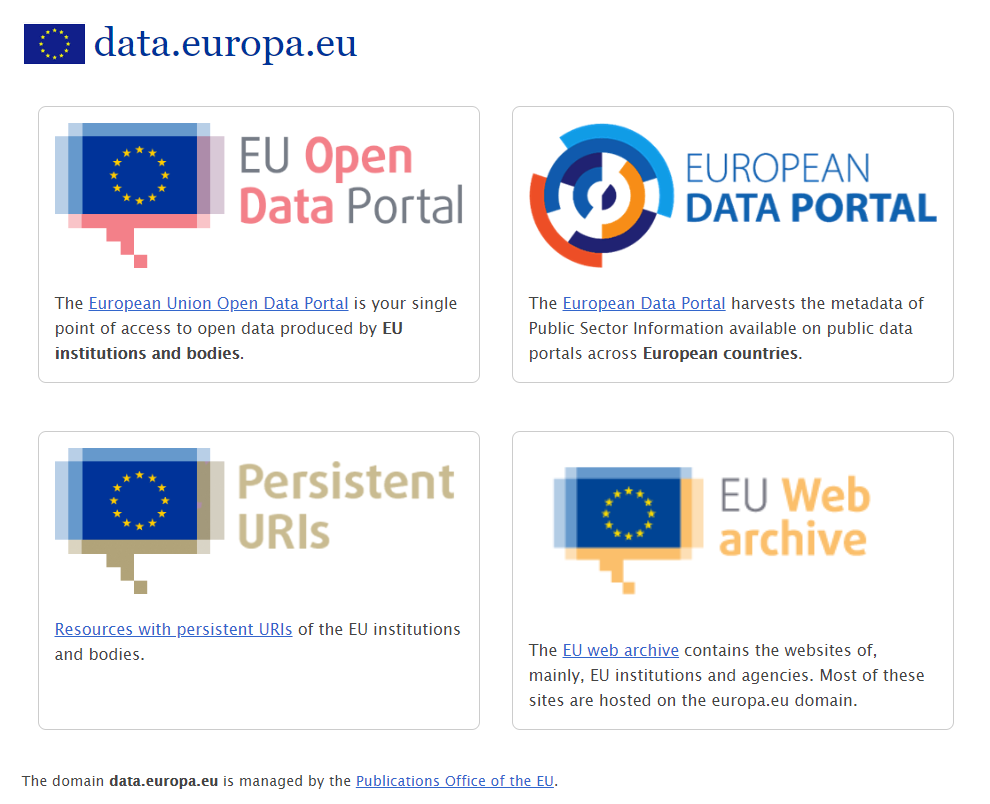 data.europa.eu
EU Open
Data Portal
The European Union Open Data Portal is your single
point of access to open data produced by EU
institutions and bodies.
EUROPEAN
DATA PORTAL
The European Data Portal harvests the metadata of
Public Sector Information available on public data
portals across European countries.
Persistent
URIs
Resources with persistent URIs of the EU institutions
and bodies.
EU Web
archive
The EU web archive contains the websites of,
mainly, EU institutions and agencies. Most of these
sites are hosted on the europa.eu domain.
The domain data.europa.eu is managed by the Publications Office of the EU.